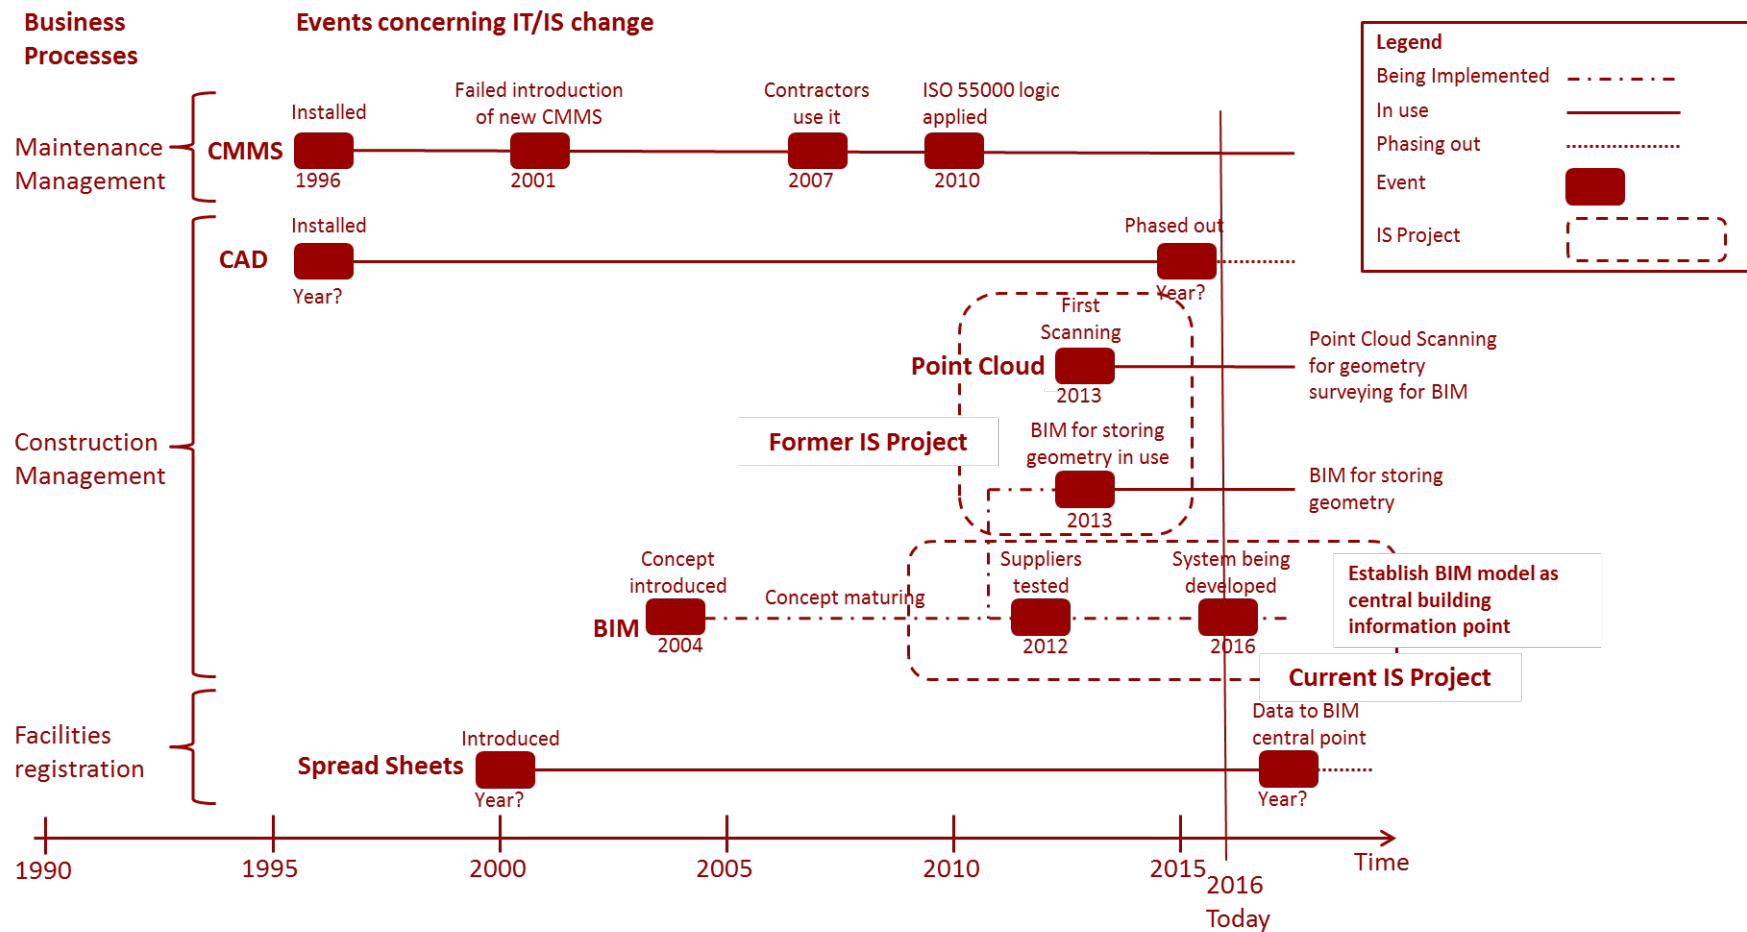 Business
Processes
Events concerning IT/IS change
Legend
Being Implemented
In use
Phasing out
Event
IS Project
Maintenance
Management
CMMS
Installed
1996
Failed introduction
of new CMMS
2001
Contractors
use it
2007
ISO 55000 logic
applied
2010
Construction
Management
CAD
Installed
Year?
Phased out
Year?
First
Scanning
Point Cloud
2013
Point Cloud Scanning
for geometry
surveying for BIM
Former IS Project
BIM for storing
geometry in use
2013
BIM for storing
geometry
Concept
introduced
BIM
2004
Concept maturing
Suppliers
tested
2012
System being
developed
2016
Establish BIM model as
central building
information point
Current IS Project
Facilities
registration
Spread Sheets
Introduced
Year?
Data to BIM
central point
Year?
1990
1995
2000
2005
2010
2015
2016
Today
Time